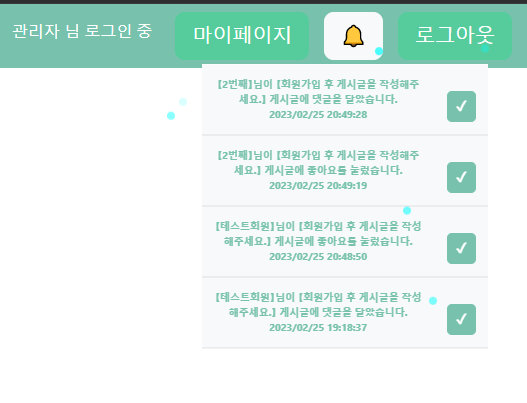 관리자 님 로그인 중
마이페이지
로그아웃
[2번째]님이 [회원가입 후 게시글을 작성해주
세요.] 게시글에 댓글을 달았습니다.
2023/02/25 20:49:28
[2번째]님이 [회원가입 후 게시글을 작성해주
세요.] 게시글에 좋아요를 눌렀습니다.
2023/02/25 20:49:19
[테스트회원]님이 [회원가입 후 게시글을 작성
해주세요.] 게시글에 좋아요를 눌렀습니다.
2023/02/25 20:48:50
[테스트회원]님이 [회원가입 후 게시글을 작성
해주세요.] 게시글에 댓글을 달았습니다.
2023/02/25 19:18:37